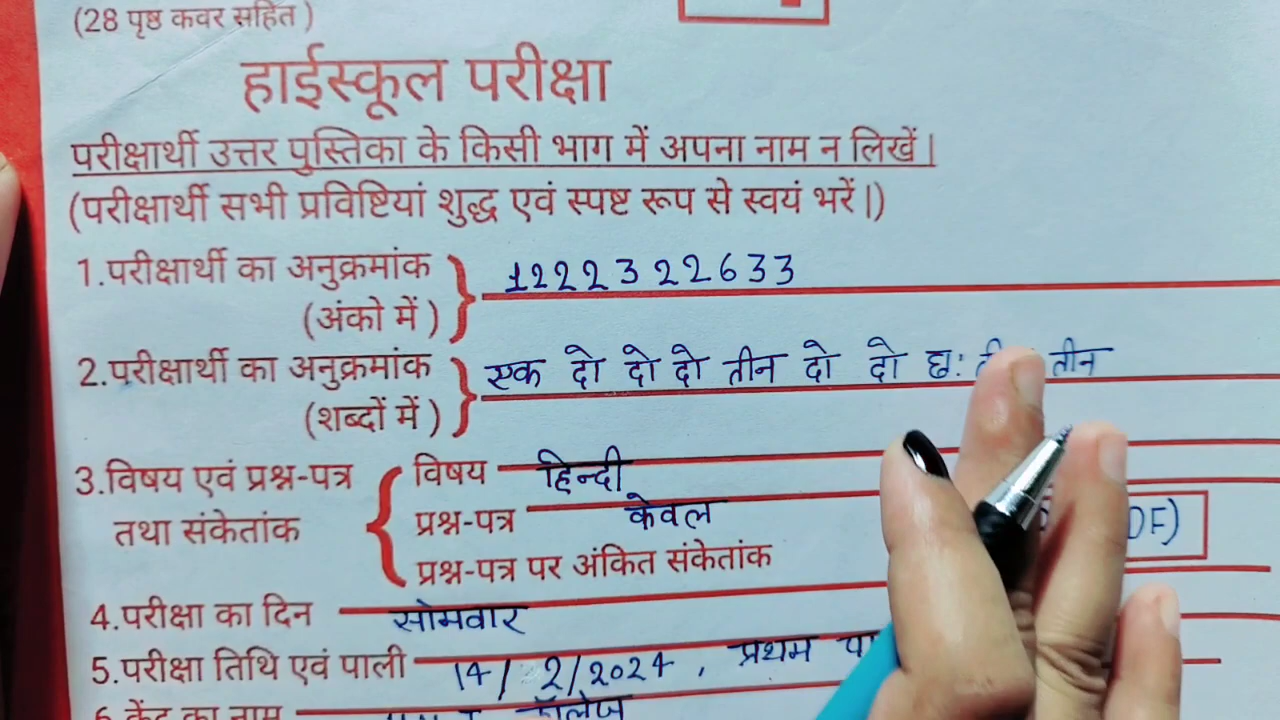 (28 पृष्ठ कवर सहित)
हाईस्कूल परीक्षा
परीक्षार्थी उत्तर पुस्तिका के किसी भाग में अपना नाम न लिखें।
(परीक्षार्थी सभी प्रविष्टियां शुद्ध एवं स्पष्ट रूप से स्वयं भरें।)
1.परीक्षार्थी का अनुक्रमांक 1222322633
(अंको में)
2.परीक्षार्थी का अनुक्रमांक एक दो दो दो तीन दो दो छः तीन
(शब्दों में)
3.विषय एवं प्रश्न-पत्र विषय हिन्दी
तथा संकेतांक प्रश्न-पत्र केवल
प्रश्न-पत्र पर अंकित संकेतांक DF)
4.परीक्षा का दिन सोमवार
5.परीक्षा तिथि एवं पाली 14/2/2024, प्रथम
6.केंद्र का नाम कॉलेज